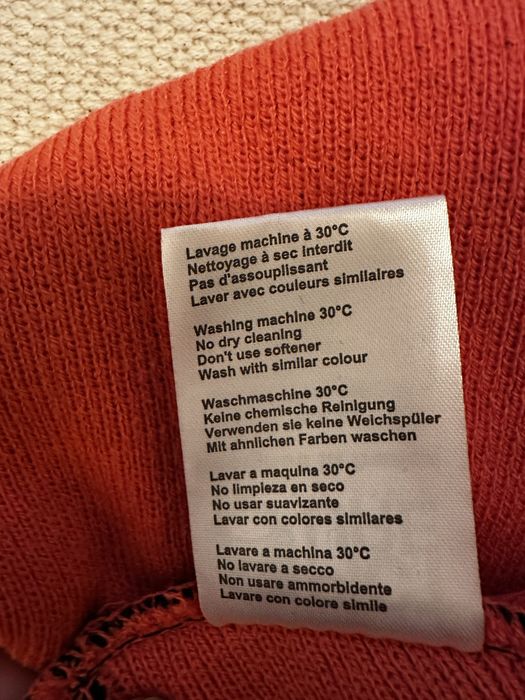 Lavage machine à 30°C
Nettoyage à sec interdit
Pas d'assouplissant
Laver avec couleurs similaires
Washing machine 30°C
No dry cleaning
Don't use softener
Wash with similar colour
Waschmaschine 30°C
Keine chemische Reinigung
Verwenden sie keine Weichspüler
Mit ahnlichen Farben waschen
Lavar a maquina 30°C
No limpieza en seco
No usar suavizante
Lavar con colores similares
Lavare a machina 30°C
No lavare a secco
Non usare ammorbidente
Lavare con colore simile